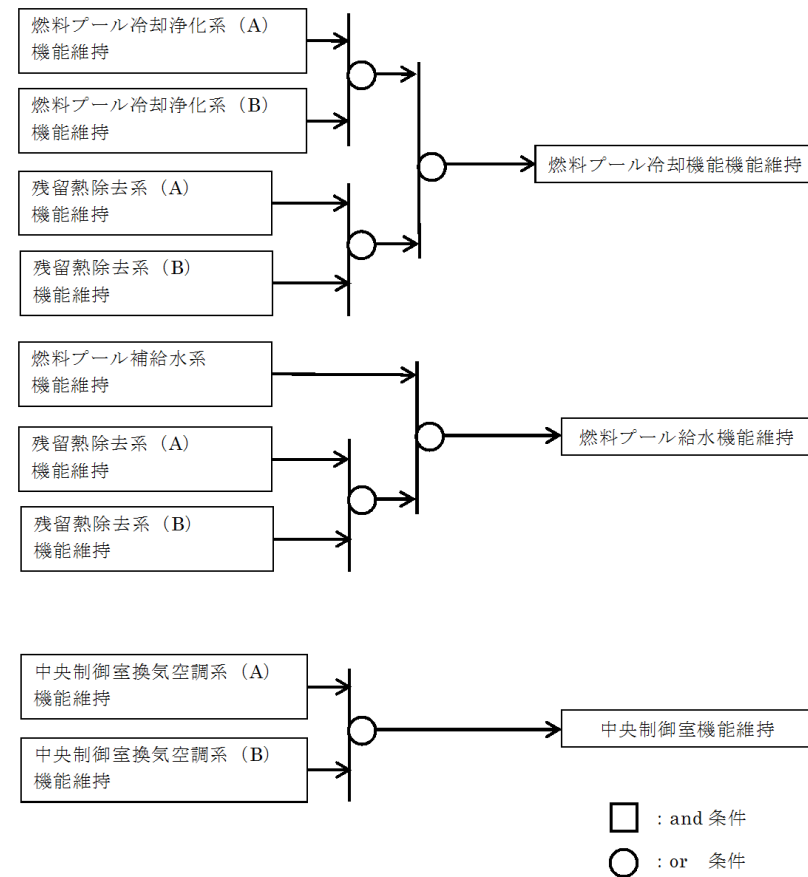 燃料プール冷却浄化系（A）
機能維持
燃料プール冷却浄化系（B）
機能維持
燃料プール冷却機能機能維持
残留熱除去系（A）
機能維持
残留熱除去系（B）
機能維持
燃料プール補給水系
機能維持
燃料プール給水機能維持
残留熱除去系（A）
機能維持
残留熱除去系（B）
機能維持
中央制御室換気空調系（A）
機能維持
中央制御室機能維持
中央制御室換気空調系（B）
機能維持
：and 条件
：or 条件